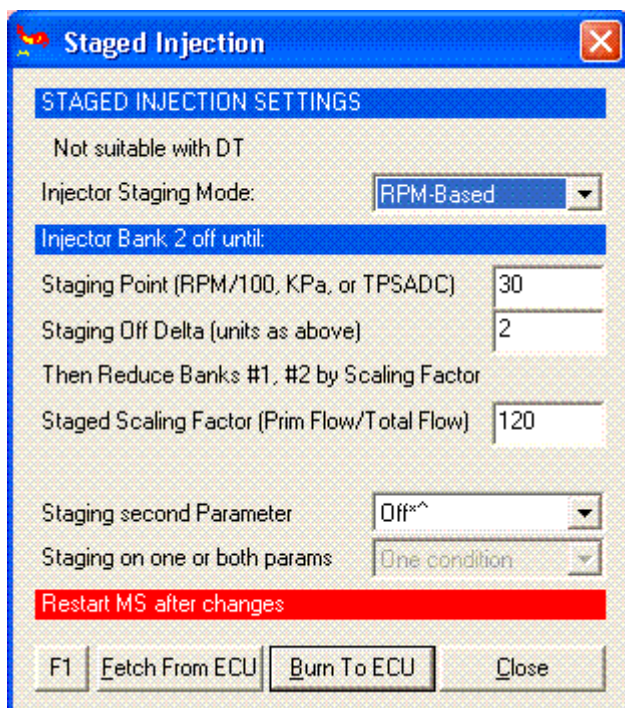 Staged Injection
STAGED INJECTION SETTINGS
Not suitable with DT
Injector Staging Mode: RPM-Based
Injector Bank 2 off until:
Staging Point (RPM/100, KPa, or TPSADC) 30
Staging Off Delta (units as above) 2
Then Reduce Banks #1, #2 by Scaling Factor
Staged Scaling Factor (Prim Flow/Total Flow) 120
Staging second Parameter Off*^
Staging on one or both params One condition
Restart MS after changes
F1 Fetch From ECU Burn To ECU Close